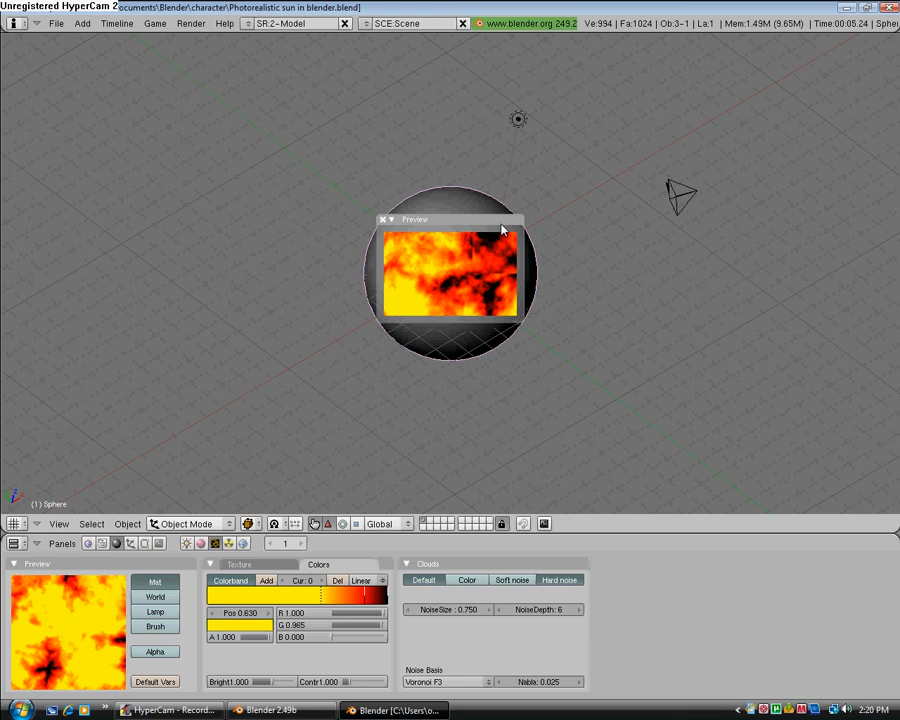 Unregistered HyperCam 2
ocuments\Blender\character\Photorealistic sun in blender.blend]
File Add Timeline Game Render Help SR:2-Model SCE:Scene www.blender.org 249.2 Ve:994 | Fa:1024 | Ob:3-1 | La:1 | Mem:1.49M (9.65M) | Time:00:05.24 | Sphe
Preview
(1) Sphere
View Select Object Object Mode Global
Panels 1
Preview Texture Colors Clouds
Mat
World
Lamp
Brush
Alpha
Default Vars
Colorband Add Cur: 0 Del Linear
Pos 0.630 R 1.000
G 0.965
A 1.000 B 0.000
Bright1.000 Contr1.000
Default Color Soft noise Hard noise
NoiseSize : 0.750 NoiseDepth: 6
Noise Basis
Voronoi F3 Nabla: 0.025
HyperCam - Record... Blender 2.49b Blender [C:\Users\o... 2:20 PM